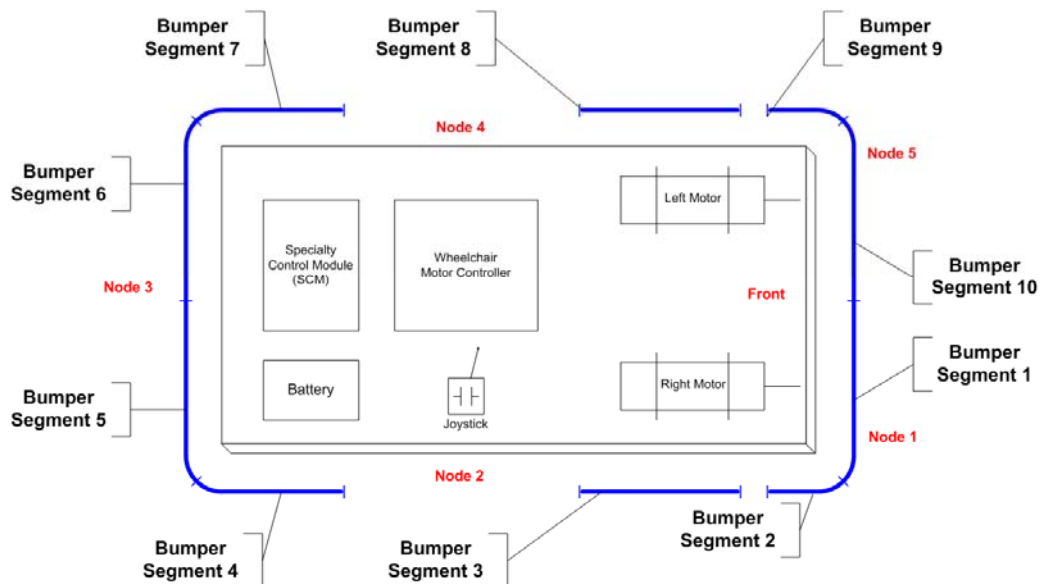 Bumper
Segment 7
Bumper
Segment 8
Bumper
Segment 9
Node 4
Node 5
Bumper
Segment 6
Left Motor
Specialty
Control Module
(SCM)
Wheelchair
Motor Controller
Node 3
Front
Bumper
Segment 10
Bumper
Segment 1
Bumper
Segment 5
Battery
Joystick
Right Motor
Node 1
Node 2
Bumper
Segment 2
Bumper
Segment 4
Bumper
Segment 3